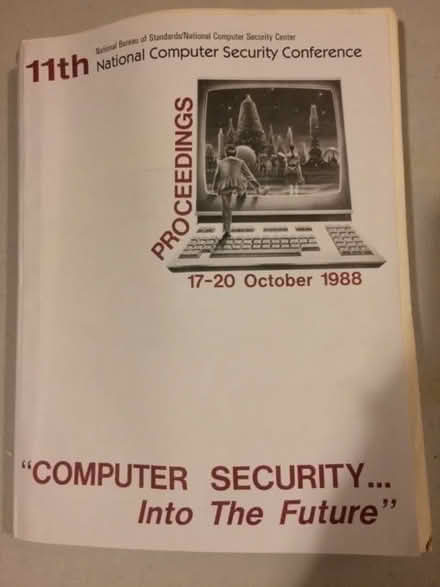 National Bureau of Standards/National Computer Security Center
11th National Computer Security Conference
PROCEEDINGS
17-20 October 1988
"COMPUTER SECURITY...
Into The Future"